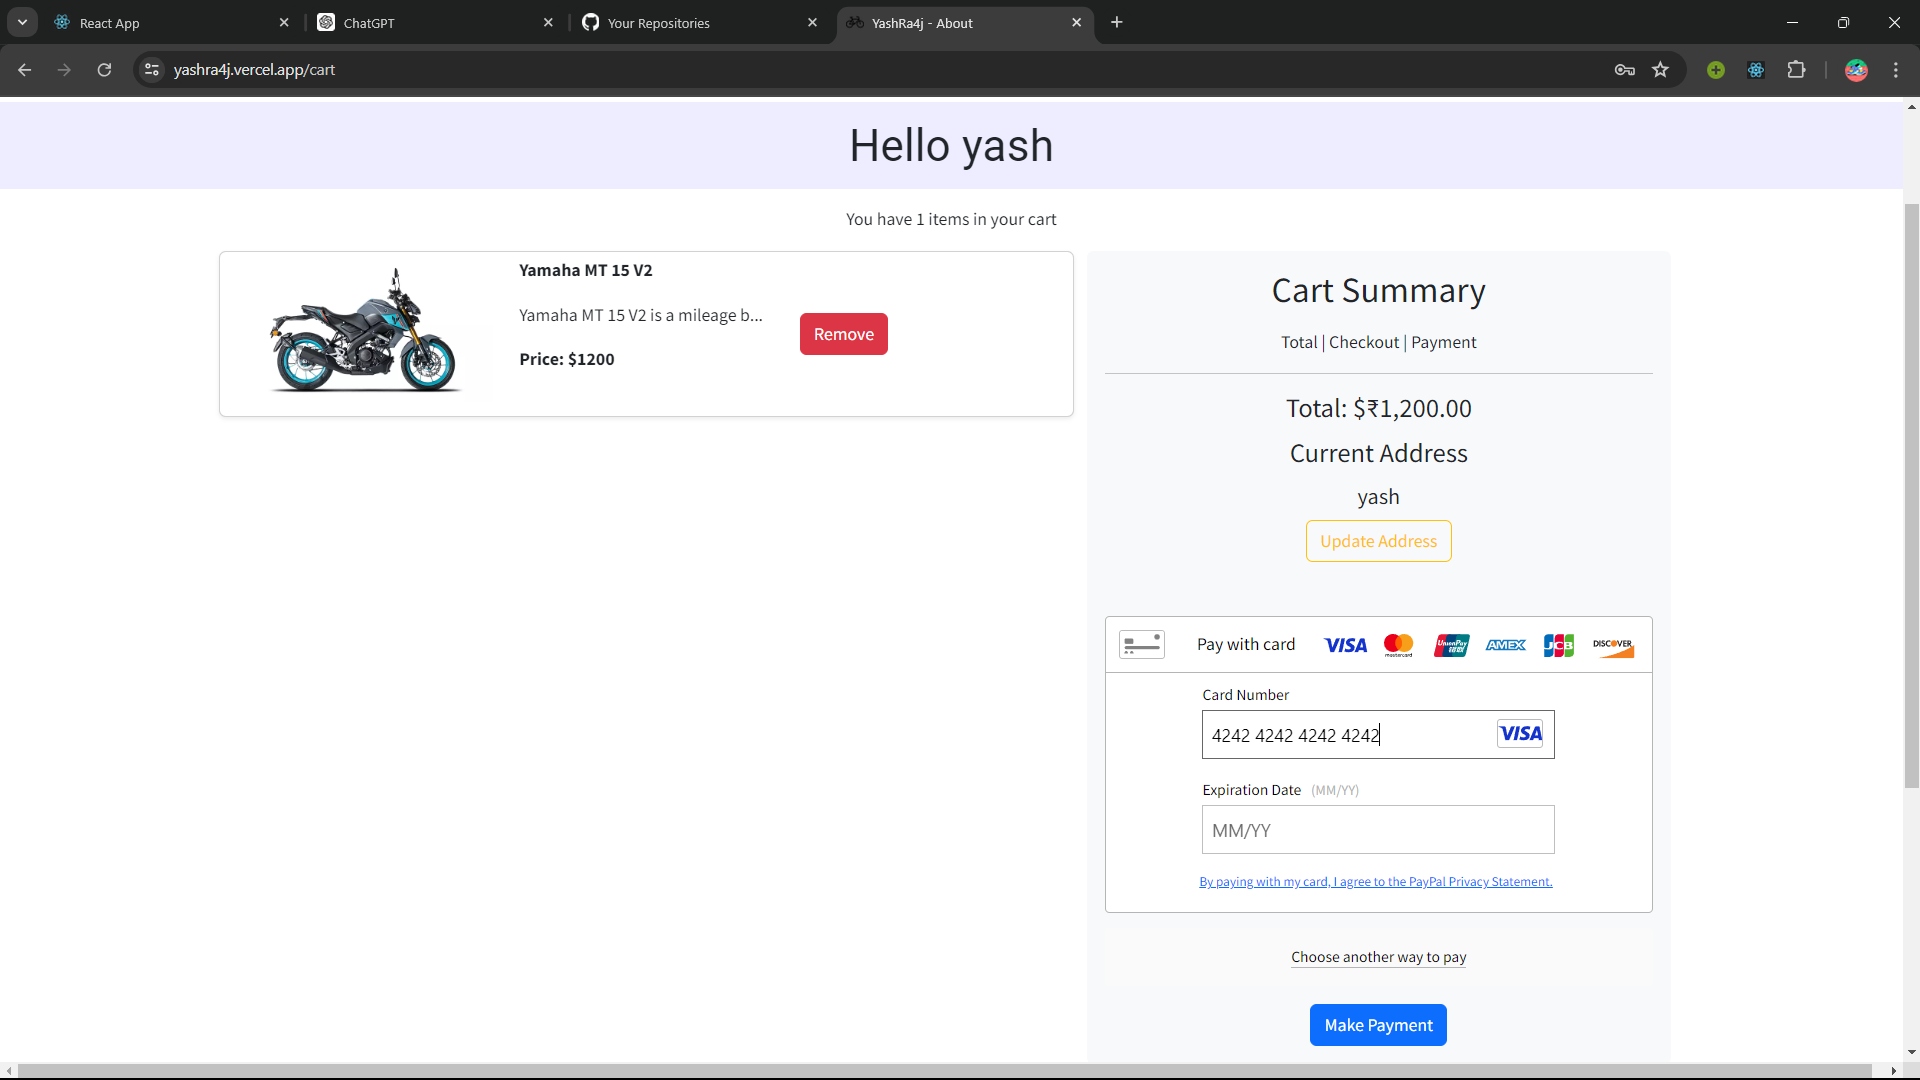 React App
ChatGPT
Your Repositories
YashRa4j - About
yashra4j.vercel.app/cart
Hello yash
You have 1 items in your cart
Yamaha MT 15 V2
Yamaha MT 15 V2 is a mileage b...
Price: $1200
Remove
Cart Summary
Total | Checkout | Payment
Total: $₹1,200.00
Current Address
yash
Update Address
Pay with card VISA mastercard UnionPay 银联 AMEX JCB DISCOVER
Card Number
4242 4242 4242 4242 VISA
Expiration Date (MM/YY)
MM/YY
By paying with my card, I agree to the PayPal Privacy Statement.
Choose another way to pay
Make Payment